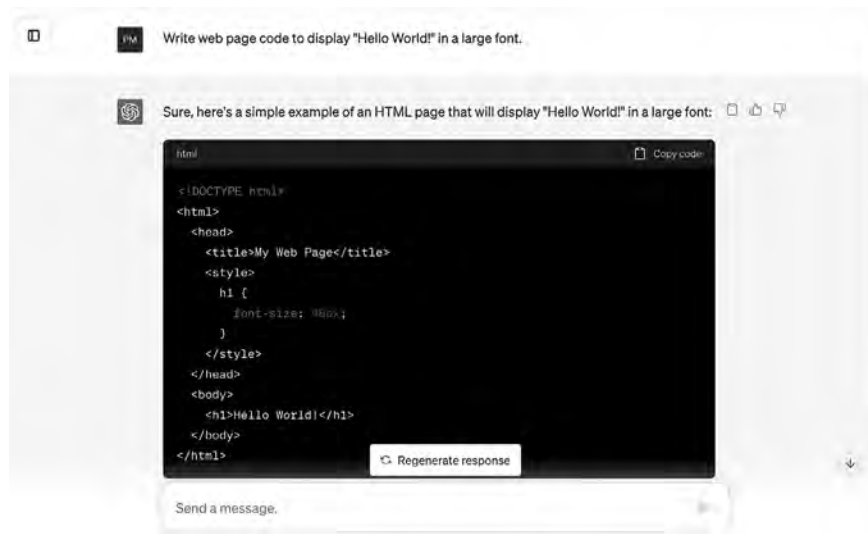 PM Write web page code to display "Hello World!" in a large font.
Sure, here's a simple example of an HTML page that will display "Hello World!" in a large font:
html Copy code
<!DOCTYPE html>
<html>
<head>
<title>My Web Page</title>
<style>
h1 {
font-size: 48px;
}
</style>
</head>
<body>
<h1>Hello World!</h1>
</body>
</html>
Regenerate response
Send a message.